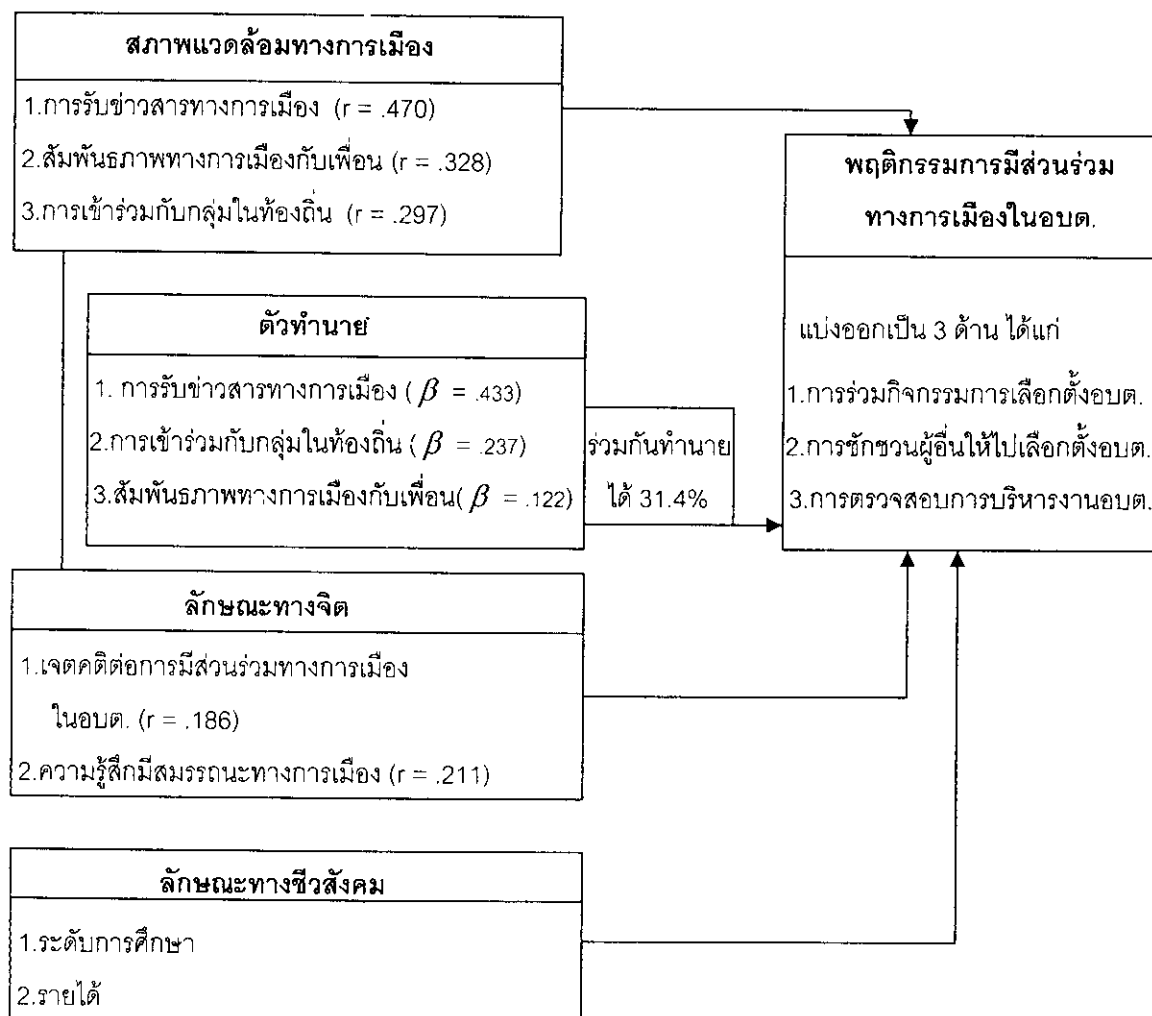 สภาพแวดล้อมทางการเมือง
1.การรับข่าวสารทางการเมือง (r = .470)
2.สัมพันธภาพทางการเมืองกับเพื่อน (r = .328)
3.การเข้าร่วมกับกลุ่มในท้องถิ่น (r = .297)
พฤติกรรมการมีส่วนร่วม
ทางการเมืองในอบต.
แบ่งออกเป็น 3 ด้าน ได้แก่
1.การร่วมกิจกรรมการเลือกตั้งอบต.
2.การชักชวนผู้อื่นให้ไปเลือกตั้งอบต.
3.การตรวจสอบการบริหารงานอบต.
ตัวทำนาย
1. การรับข่าวสารทางการเมือง ( β = .433)
2.การเข้าร่วมกับกลุ่มในท้องถิ่น ( β = .237)
3.สัมพันธภาพทางการเมืองกับเพื่อน( β = .122)
ร่วมกันทำนาย
ได้ 31.4%
ลักษณะทางจิต
1.เจตคติต่อการมีส่วนร่วมทางการเมือง
ในอบต. (r = .186)
2.ความรู้สึกมีสมรรถนะทางการเมือง (r = .211)
ลักษณะทางชีวสังคม
1.ระดับการศึกษา
2.รายได้